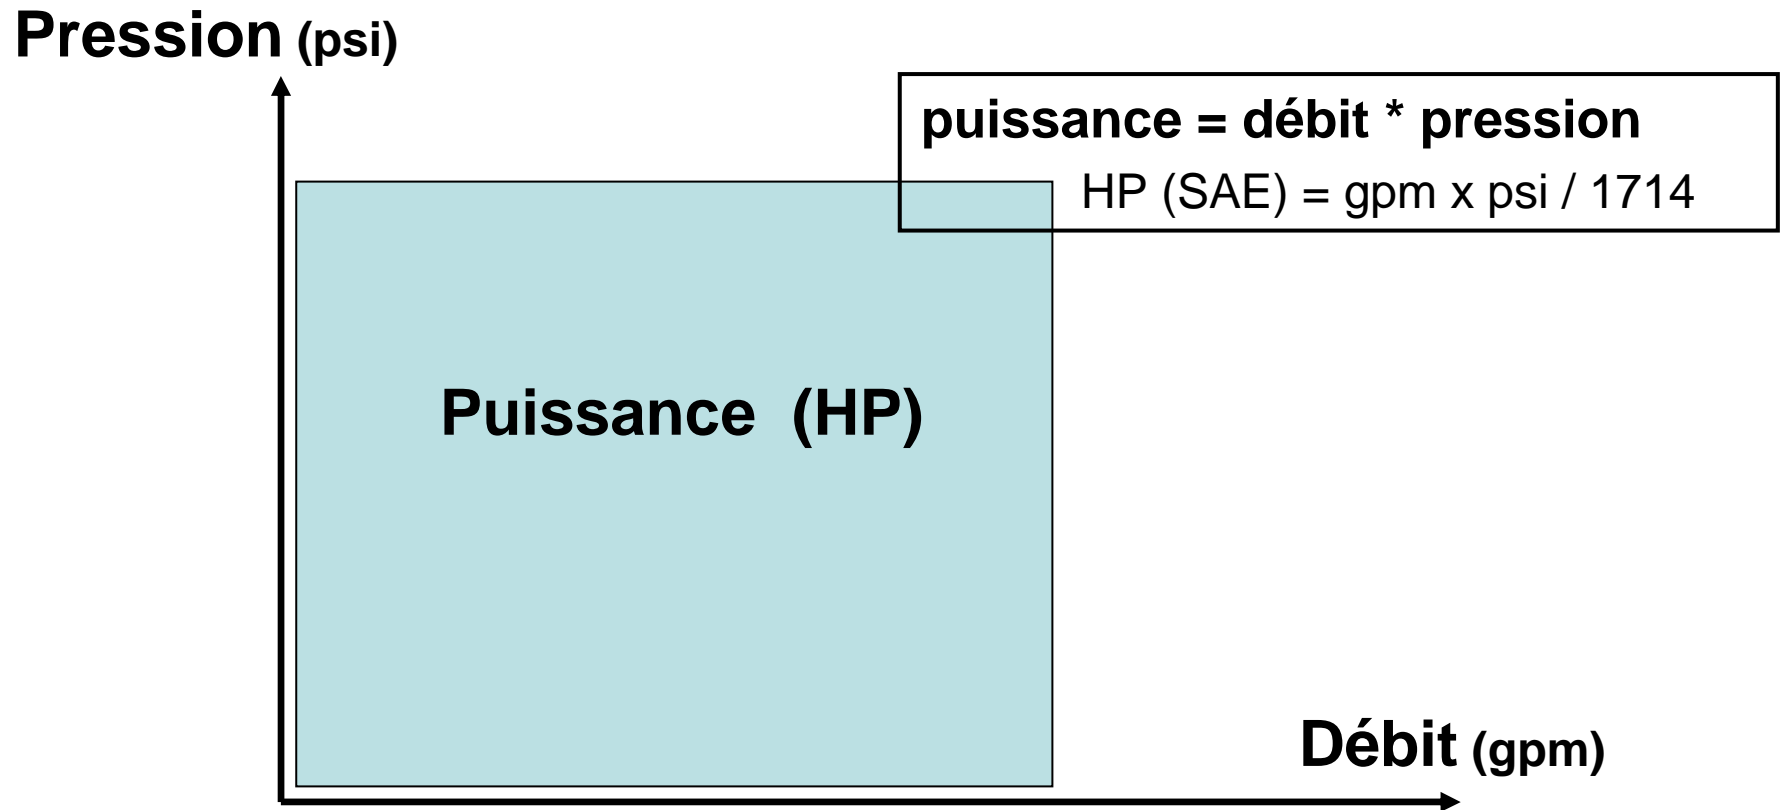 Pression (psi)
puissance = débit * pression
HP (SAE) = gpm x psi / 1714
Puissance (HP)
Débit (gpm)